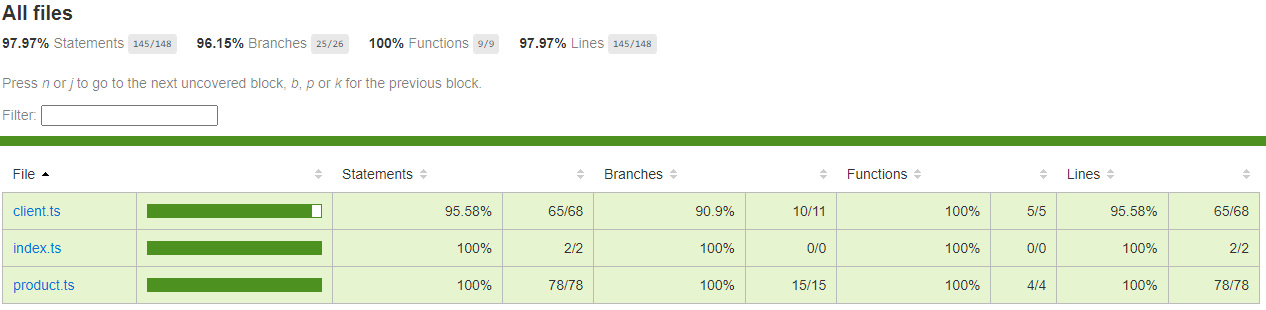 All files
97.97% Statements 145/148 96.15% Branches 25/26 100% Functions 9/9 97.97% Lines 145/148
Press n or j to go to the next uncovered block, b, p or k for the previous block.
Filter:
File Statements Branches Functions Lines
client.ts 95.58% 65/68 90.9% 10/11 100% 5/5 95.58% 65/68
index.ts 100% 2/2 100% 0/0 100% 0/0 100% 2/2
product.ts 100% 78/78 100% 15/15 100% 4/4 100% 78/78